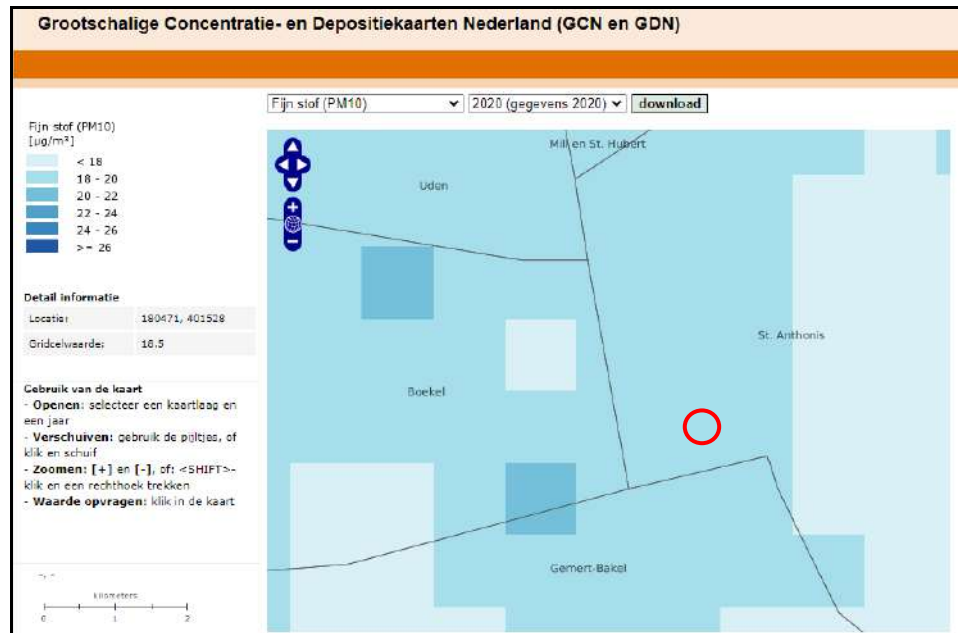 Grootschalige Concentratie- en Depositiekaarten Nederland (GCN en GDN)
Fijn stof (PM10) 2020 (gegevens 2020) download
Fijn stof (PM10)
[ug/m³]
< 18
18 - 20
20 - 22
22 - 24
24 - 26
>= 26
Detail informatie
Locatie: 180471, 401528
Gridcelwaarde: 18.5
Gebruik van de kaart
- Openen: selecteer een kaartlaag en
een jaar
- Verschuiven: gebruik de pijltjes, of
klik en schuif
- Zoomen: [+] en [-], of: <SHIFT>-
klik en een rechthoek trekken
- Waarde opvragen: klik in de kaart
-, -
kilometers
0 1 2
Mill en St. Hubert
Uden
St. Anthonis
Boekel
Gemert-Bakel